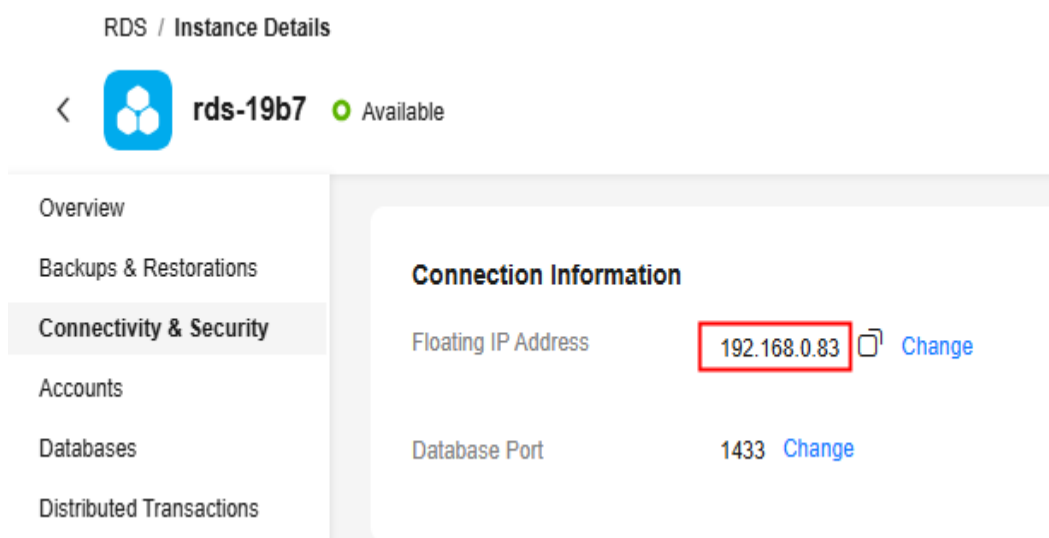 RDS / Instance Details
rds-19b7 Available
Overview
Backups & Restorations
Connectivity & Security
Accounts
Databases
Distributed Transactions
Connection Information
Floating IP Address 192.168.0.83 Change
Database Port 1433 Change